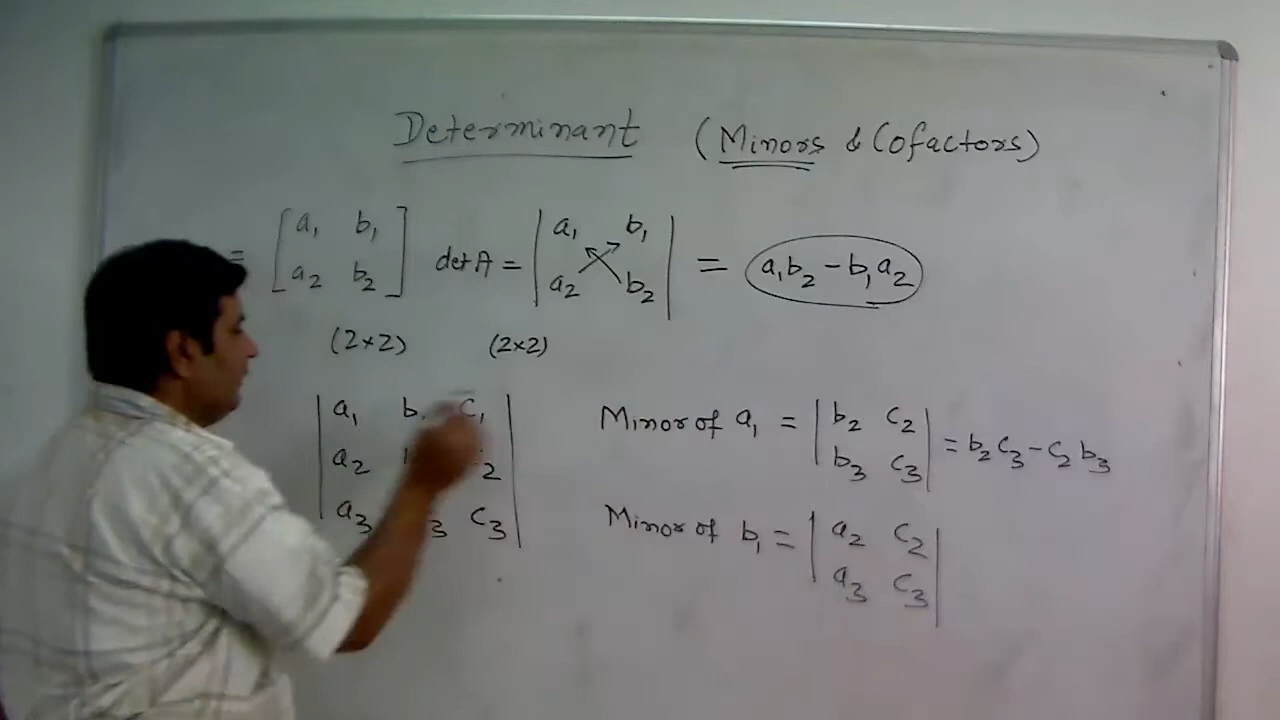 Determinant (Minors & Cofactors)
= [a₁ b₁ det A = |a₁ b₁| = a₁b₂ - b₁a₂
a₂ b₂] |a₂ b₂|
(2×2) (2×2)
|a₁ b c₁| Minor of a₁ = |b₂ c₂| = b₂c₃ - c₂b₃
|a₂ ₂| |b₃ c₃|
|a₃ ₃ c₃| Minor of b₁ = |a₂ c₂|
|a₃ c₃|